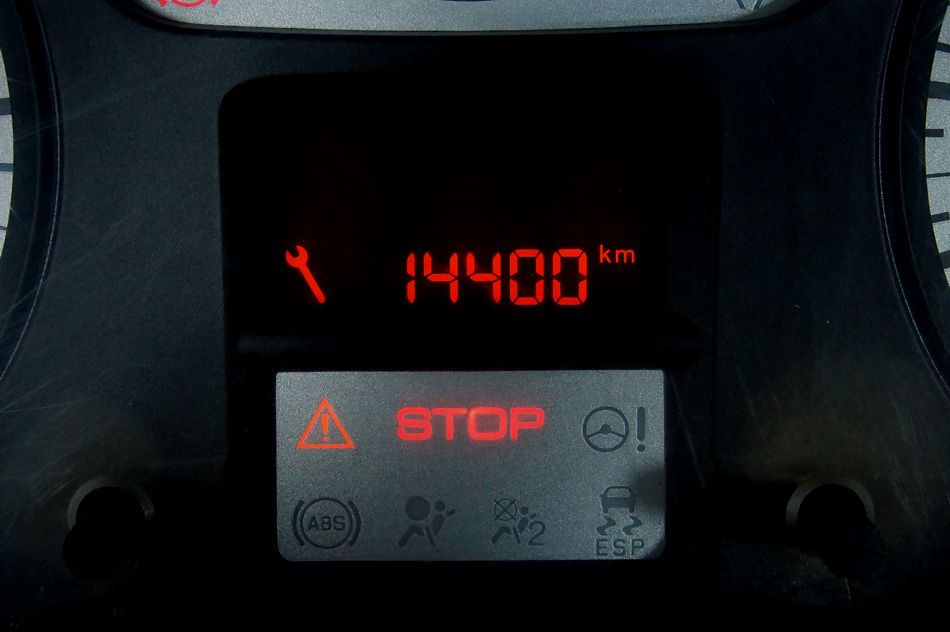 14400 km
STOP !
ABS 2 ESP